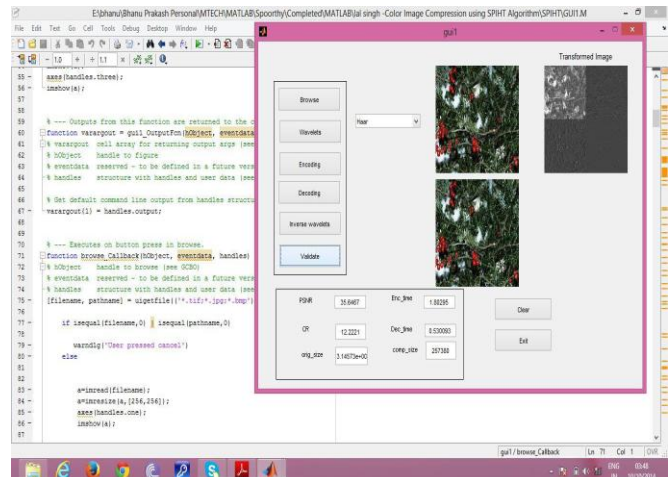 E:\bhanu\Bhanu Prakash Personal\MTECH\MATLAB\Spoorthy\Completed\MATLAB\lal singh -Color Image Compression using SPIHT Algorithm\SPIHT\GUI1.M
File Edit Text Go Cell Tools Debug Desktop Window Help
1.0 + ÷ 1.1 ×
55 - axes(handles.three);
56 - imshow(a);
57
58
59 % --- Outputs from this function are returned to the c
60 function varargout = gui1_OutputFcn(hObject, eventdata
61 % varargout cell array for returning output args (see
62 % hObject handle to figure
63 % eventdata reserved - to be defined in a future vers
64 % handles structure with handles and user data (see
65
66 % Get default command line output from handles structu
67 - varargout{1} = handles.output;
68
69
70 % --- Executes on button press in browse.
71 function browse_Callback(hObject, eventdata, handles)
72 % hObject handle to browse (see GCBO)
73 % eventdata reserved - to be defined in a future vers
74 % handles structure with handles and user data (see
75 - [filename, pathname] = uigetfile({'*.tif;*.jpg;*.bmp'}
76
77 - if isequal(filename,0) | isequal(pathname,0)
78
79 - warndlg('User pressed cancel')
80 - else
81
82
83 - a=imread(filename);
84 - a=imresize(a,[256,256]);
85 - axes(handles.one);
86 - imshow(a);
87
gui1
Transformed Image
Browse
Wavelets
Haar
Encoding
Decoding
Inverse wavelets
Validate
PSNR 35.6467 Enc_time 1.80295
CR 12.2221 Dec_time 0.530093
orig_size 3.14573e+00 comp_size 257380
Clear
Exit
gui1 / browse_Callback Ln 71 Col 1 OVR
ENG 03:48
IN